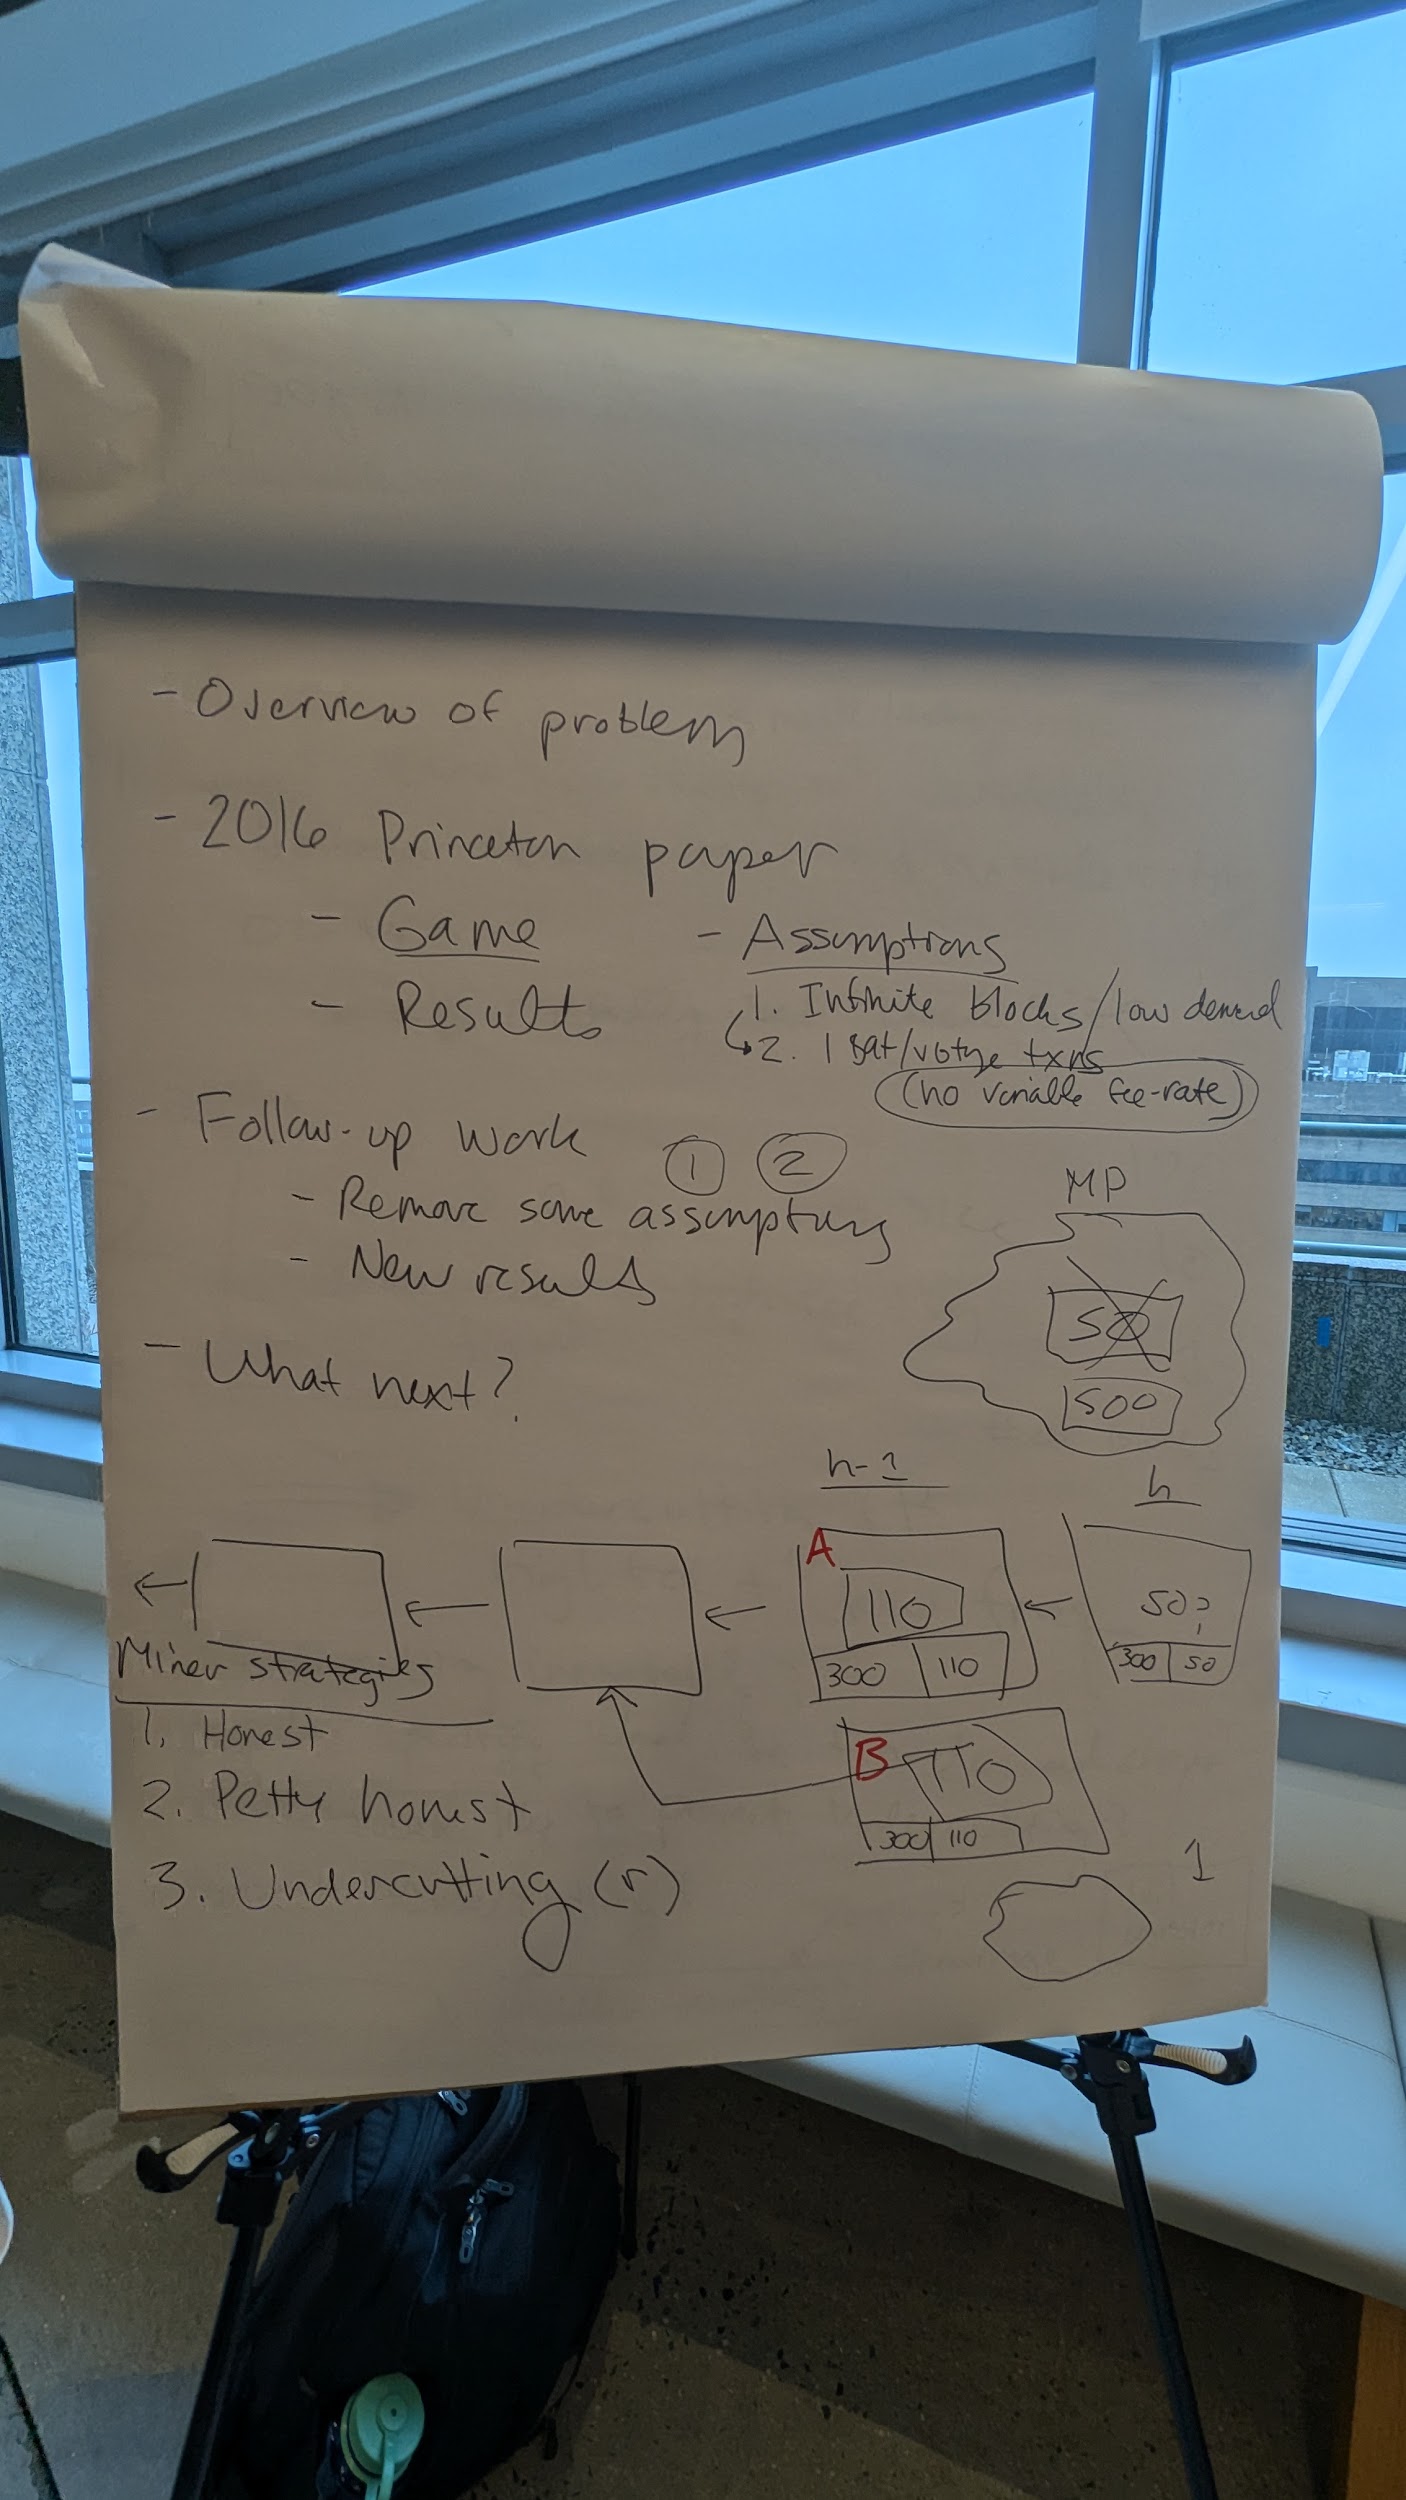 - Overview of problem
- 2016 Princeton paper
- Game
- Results
- Assumptions
1. Infinite blocks/low demand
2. 1 sat/vbyte txns
(no variable fee-rate)
- Follow-up work
1 2
- Remove some assumptions
- New results
- What next?
MP
50
500
h-1
h
A
110
300 110
50?
300 50
B
110
300 110
1
Miner strategies
1. Honest
2. Petty honest
3. Undercutting (r)